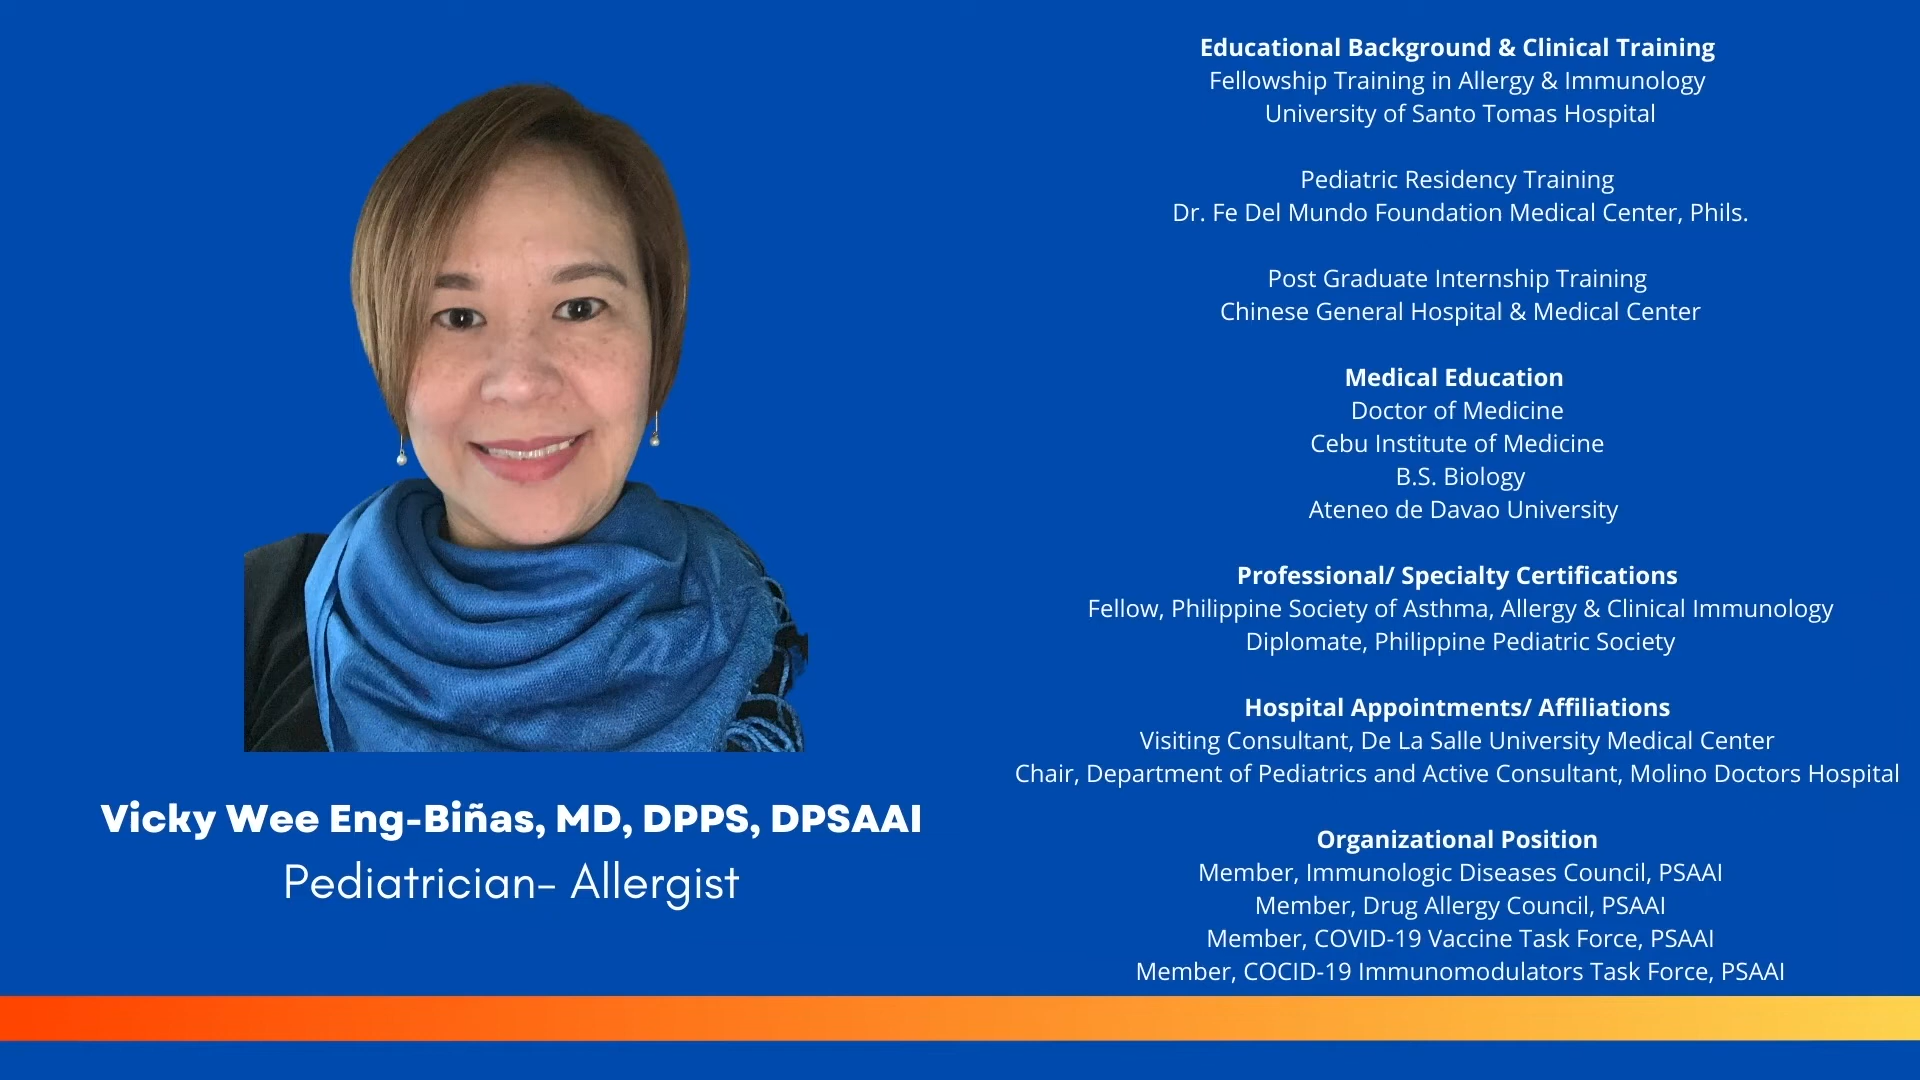 Vicky Wee Eng-Biñas, MD, DPPS, DPSAAI
Pediatrician- Allergist
Educational Background & Clinical Training
Fellowship Training in Allergy & Immunology
University of Santo Tomas Hospital
Pediatric Residency Training
Dr. Fe Del Mundo Foundation Medical Center, Phils.
Post Graduate Internship Training
Chinese General Hospital & Medical Center
Medical Education
Doctor of Medicine
Cebu Institute of Medicine
B.S. Biology
Ateneo de Davao University
Professional/ Specialty Certifications
Fellow, Philippine Society of Asthma, Allergy & Clinical Immunology
Diplomate, Philippine Pediatric Society
Hospital Appointments/ Affiliations
Visiting Consultant, De La Salle University Medical Center
Chair, Department of Pediatrics and Active Consultant, Molino Doctors Hospital
Organizational Position
Member, Immunologic Diseases Council, PSAAI
Member, Drug Allergy Council, PSAAI
Member, COVID-19 Vaccine Task Force, PSAAI
Member, COCID-19 Immunomodulators Task Force, PSAAI